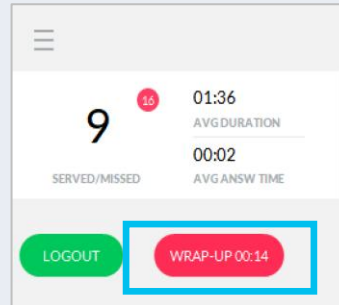 16
9
01:36
AVG DURATION
00:02
SERVED/MISSED
AVG ANSW TIME
LOGOUT
WRAP-UP 00:14